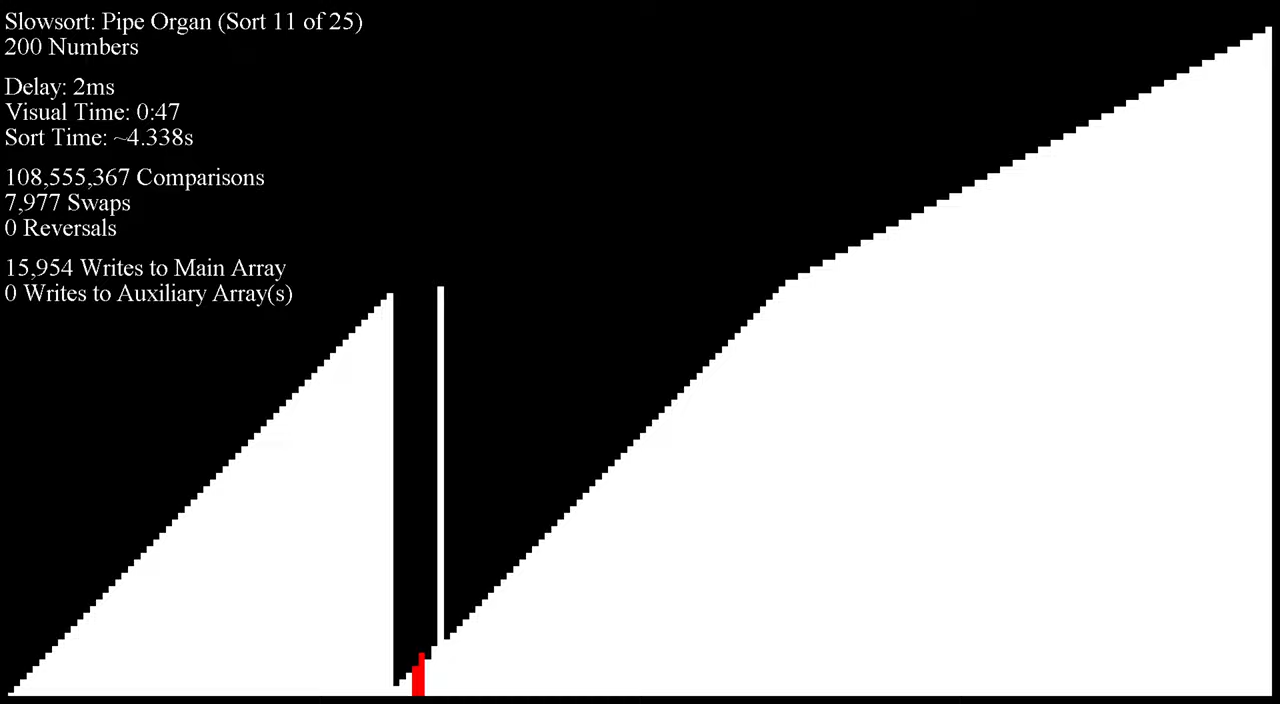 Slowsort: Pipe Organ (Sort 11 of 25)
200 Numbers
Delay: 2ms
Visual Time: 0:47
Sort Time: ~4.338s
108,555,367 Comparisons
7,977 Swaps
0 Reversals
15,954 Writes to Main Array
0 Writes to Auxiliary Array(s)